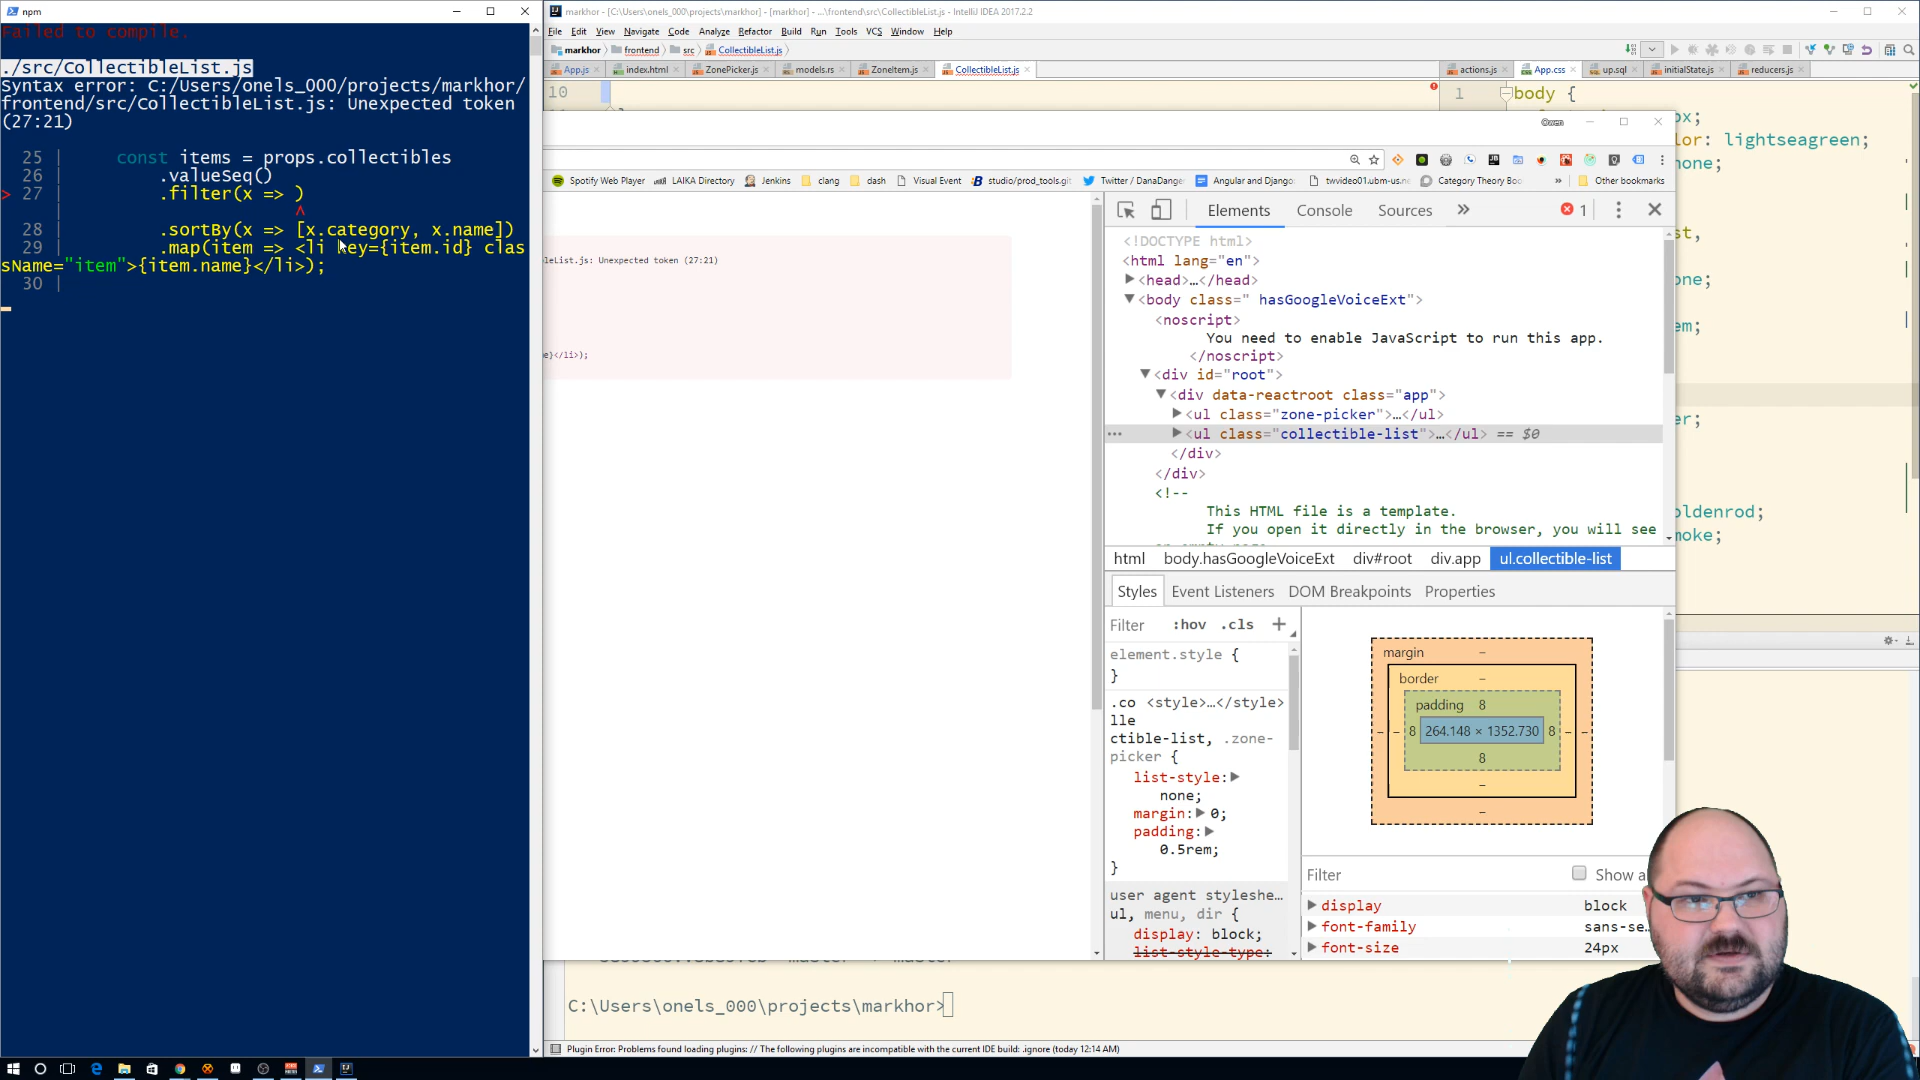 npm
Failed to compile.
./src/CollectibleList.js
Syntax error: C:/Users/onels_000/projects/markhor/
frontend/src/CollectibleList.js: Unexpected token
(27:21)
25 | const items = props.collectibles
26 | .valueSeq()
> 27 | .filter(x => )
| ^
28 | .sortBy(x => [x.category, x.name])
29 | .map(item => <li key={item.id} clas
sName="item">{item.name}</li>);
30 |
markhor - [C:\Users\onels_000\projects\markhor] - [markhor] - ...\frontend\src\CollectibleList.js - IntelliJ IDEA 2017.2.2
File Edit View Navigate Code Analyze Refactor Build Run Tools VCS Window Help
markhor frontend src CollectibleList.js
App.js index.html ZonePicker.js models.rs ZoneItem.js CollectibleList.js actions.js App.css up.sql initialState.js reducers.js
10
1 body {
lor: lightseagreen;
Owen
Spotify Web Player LAIKA Directory Jenkins clang dash Visual Event studio/prod_tools.git Twitter / DanaDanger Angular and Django twvideo01.ubm-us.ne Category Theory Boo » Other bookmarks
Elements Console Sources » 1
<!DOCTYPE html>
<html lang="en">
<head>…</head>
<body class=" hasGoogleVoiceExt">
<noscript>
You need to enable JavaScript to run this app.
</noscript>
<div id="root">
<div data-reactroot class="app">
<ul class="zone-picker">…</ul>
<ul class="collectible-list">…</ul> == $0
</div>
</div>
<!--
This HTML file is a template.
If you open it directly in the browser, you will see
html body.hasGoogleVoiceExt div#root div.app ul.collectible-list
Styles Event Listeners DOM Breakpoints Properties
Filter :hov .cls +
element.style {
}
.co <style>…</style>
lle
ctible-list, .zone-
picker {
list-style:
none;
margin: 0;
padding:
0.5rem;
}
user agent styleshe…
ul, menu, dir {
display: block;
list-style-type:
margin –
border –
padding 8
8 264.148 × 1352.730 8
8
–
–
Filter Show a
display block
font-family sans-se…
font-size 24px
eList.js: Unexpected token (27:21)
e}</li>);
C:\Users\onels_000\projects\markhor>
Plugin Error: Problems found loading plugins: // The following plugins are incompatible with the current IDE build: .ignore (today 12:14 AM)